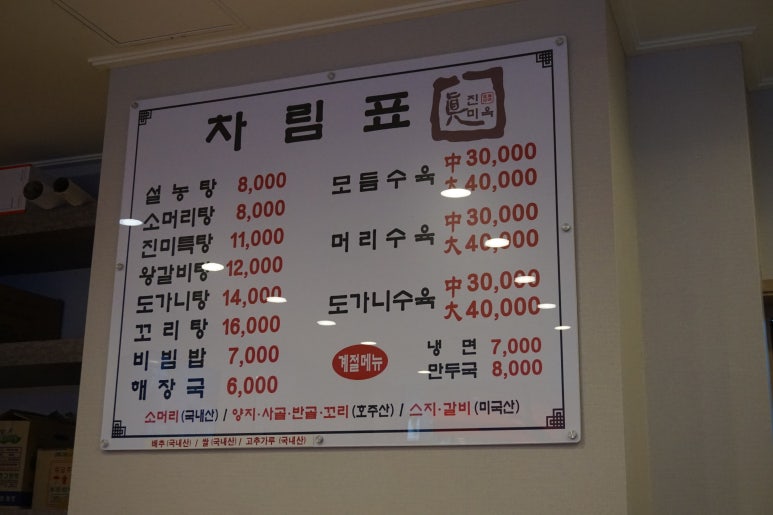 차림표
眞 진미옥
설농탕 8,000
소머리탕 8,000
진미특탕 11,000
왕갈비탕 12,000
도가니탕 14,000
꼬리탕 16,000
비빔밥 7,000
해장국 6,000
모듬수육 中 30,000
大 40,000
머리수육 中 30,000
大 40,000
도가니수육 中 30,000
大 40,000
계절메뉴
냉면 7,000
만두국 8,000
소머리(국내산) / 양지·사골·반골·꼬리(호주산) / 스지·갈비(미국산)
배추(국내산) / 쌀(국내산) / 고추가루(국내산)